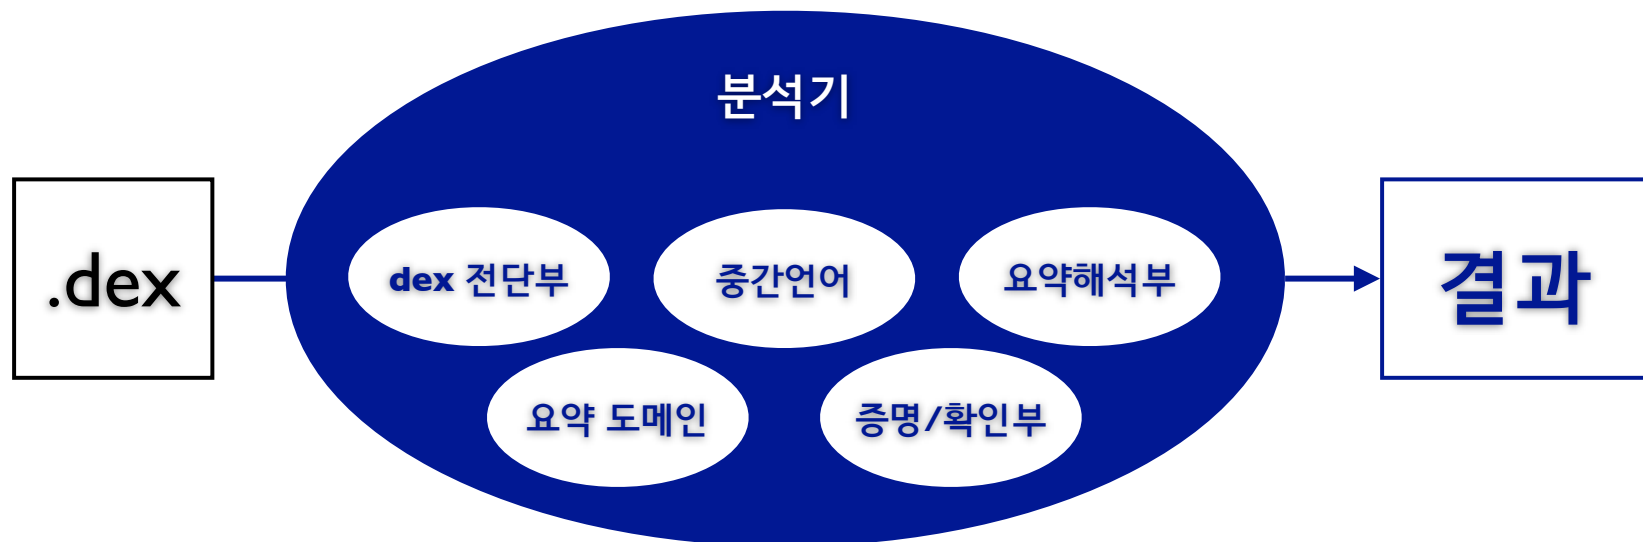 분석기
.dex
dex 전단부
중간언어
요약해석부
결과
요약 도메인
증명/확인부